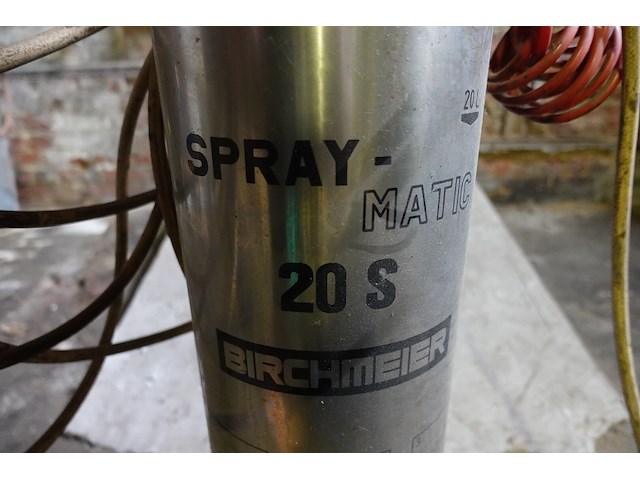 20 L
SPRAY-
MATIC
20 S
BIRCHMEIER